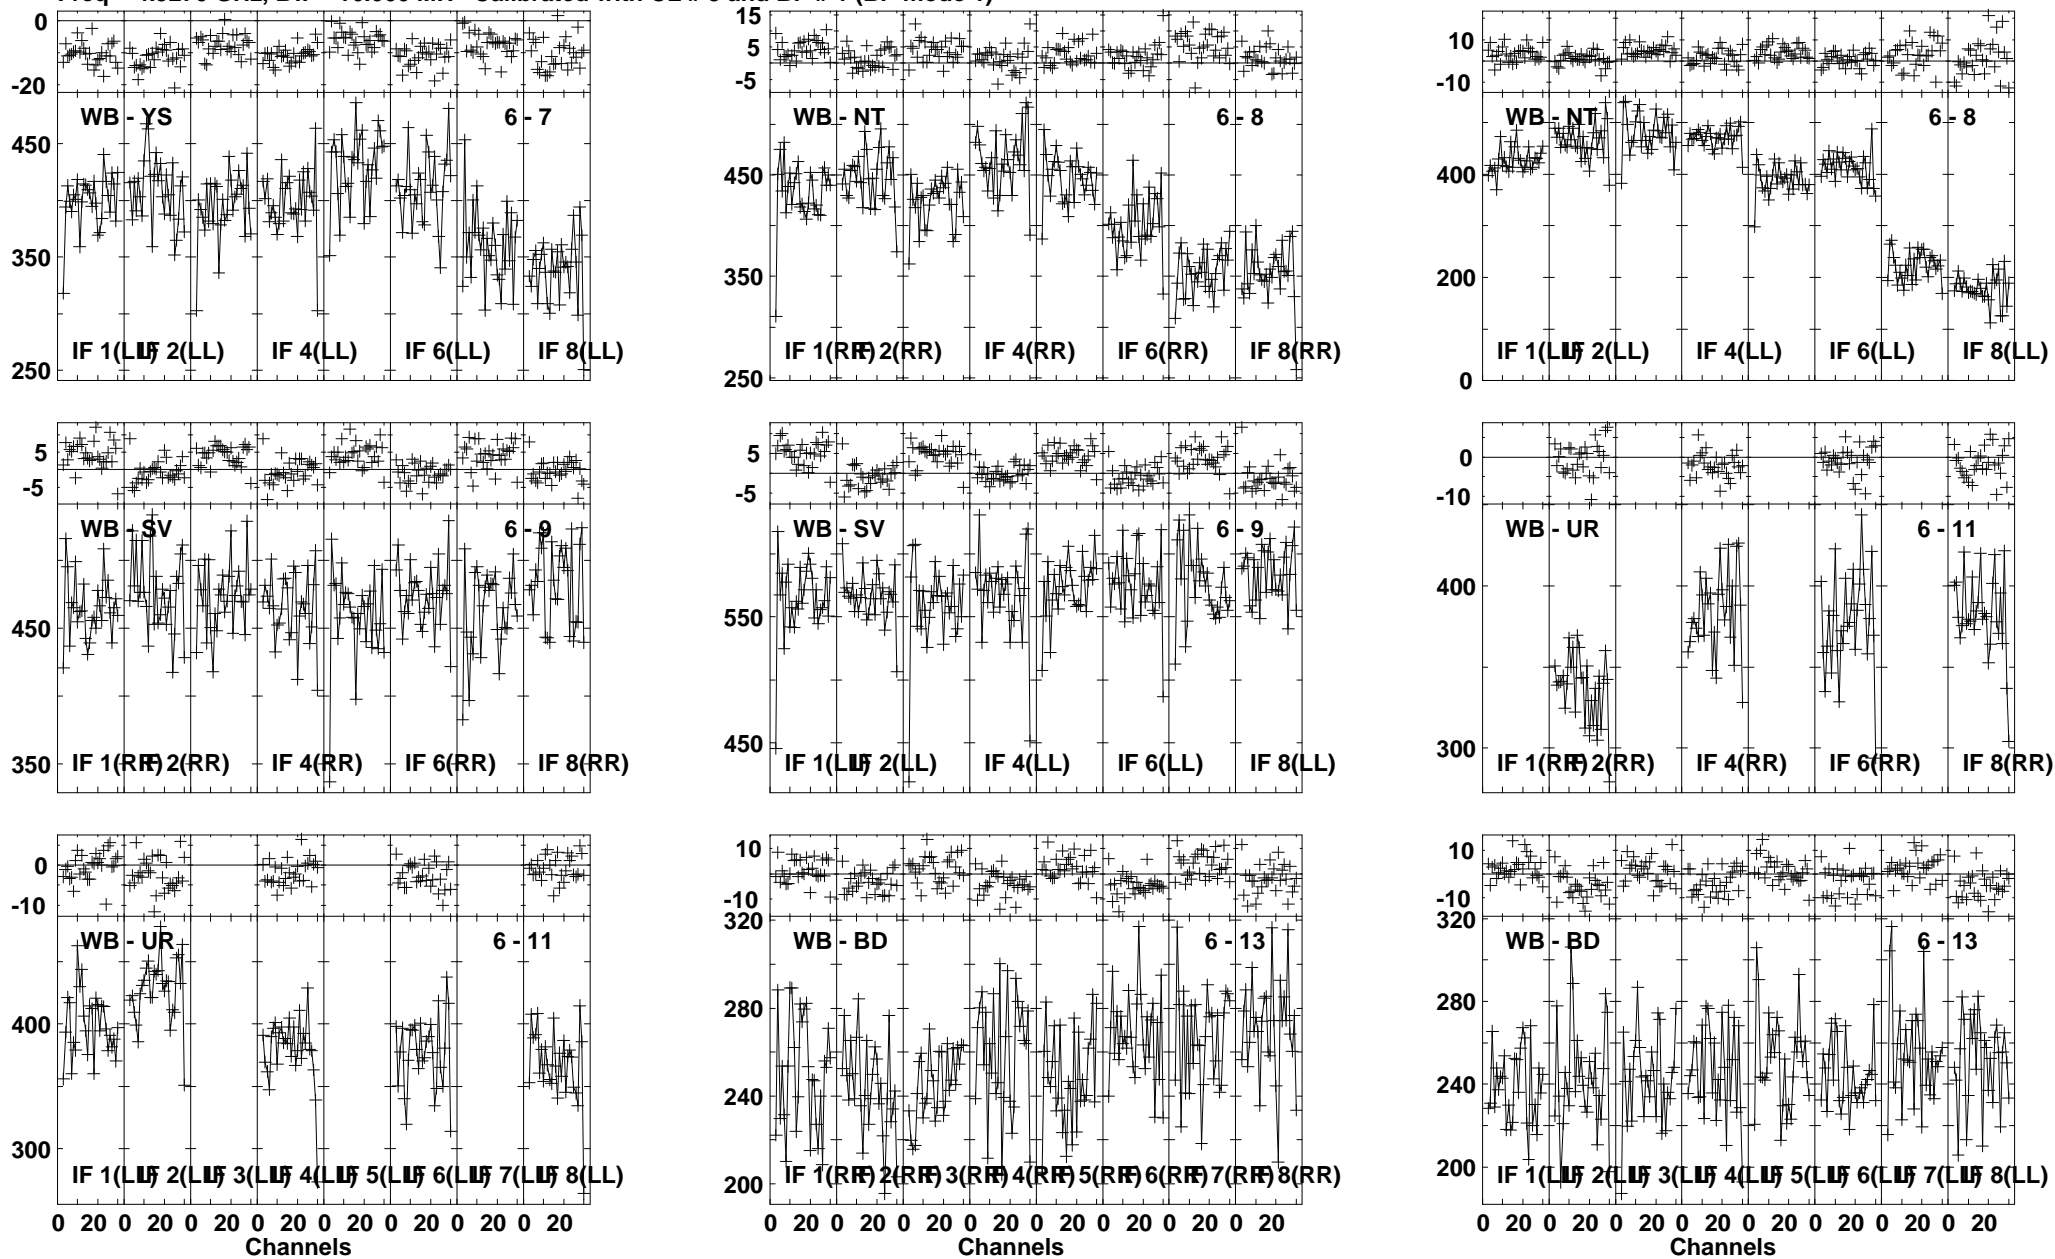 0
-20
WB - YS
6 - 7
450
350
250
IF 1(LL)
IF 2(LL)
IF 4(LL)
IF 6(LL)
IF 8(LL)
15
5
-5
WB - NT
6 - 8
450
350
250
IF 1(RR)
IF 2(RR)
IF 4(RR)
IF 6(RR)
IF 8(RR)
10
-10
WB - NT
6 - 8
400
200
0
IF 1(LL)
IF 2(LL)
IF 4(LL)
IF 6(LL)
IF 8(LL)
5
-5
WB - SV
6 - 9
450
350
IF 1(RR)
IF 2(RR)
IF 4(RR)
IF 6(RR)
IF 8(RR)
5
-5
WB - SV
6 - 9
550
450
IF 1(LL)
IF 2(LL)
IF 4(LL)
IF 6(LL)
IF 8(LL)
0
-10
WB - UR
6 - 11
400
300
IF 1(RR)
IF 2(RR)
IF 4(RR)
IF 6(RR)
IF 8(RR)
0
-10
WB - UR
6 - 11
400
300
IF 1(LL)
IF 2(LL)
IF 3(LL)
IF 4(LL)
IF 5(LL)
IF 6(LL)
IF 7(LL)
IF 8(LL)
0 20 0 20 0 20 0 20 0 20 0 20 0 20 0 20
Channels
10
-10
320
WB - BD
6 - 13
280
240
200
IF 1(RR)
IF 2(RR)
IF 3(RR)
IF 4(RR)
IF 5(RR)
IF 6(RR)
IF 7(RR)
IF 8(RR)
0 20 0 20 0 20 0 20 0 20 0 20 0 20 0 20
Channels
10
-10
320
WB - BD
6 - 13
280
240
200
IF 1(LL)
IF 2(LL)
IF 3(LL)
IF 4(LL)
IF 5(LL)
IF 6(LL)
IF 7(LL)
IF 8(LL)
0 20 0 20 0 20 0 20 0 20 0 20 0 20 0 20
Channels